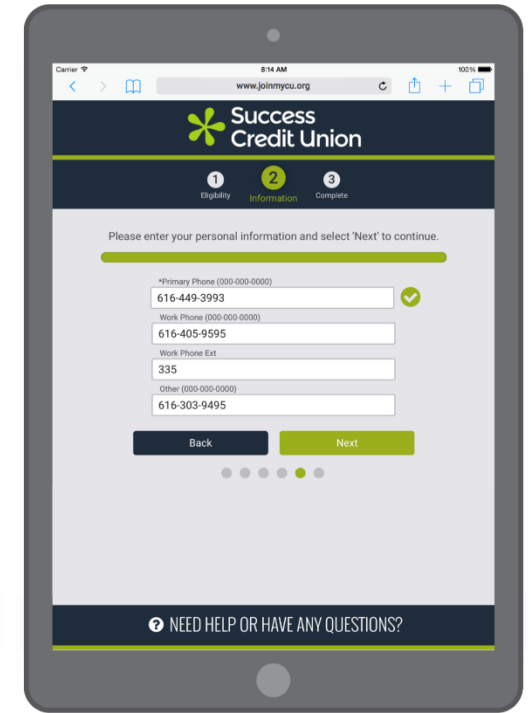 Carrier 8:14 AM 100%
www.joinmycu.org
Success
Credit Union
1 2 3
Eligibility Information Complete
Please enter your personal information and select 'Next' to continue.
*Primary Phone (000-000-0000)
616-449-3993
Work Phone (000-000-0000)
616-405-9595
Work Phone Ext
335
Other (000-000-0000)
616-303-9495
Back Next
? NEED HELP OR HAVE ANY QUESTIONS?